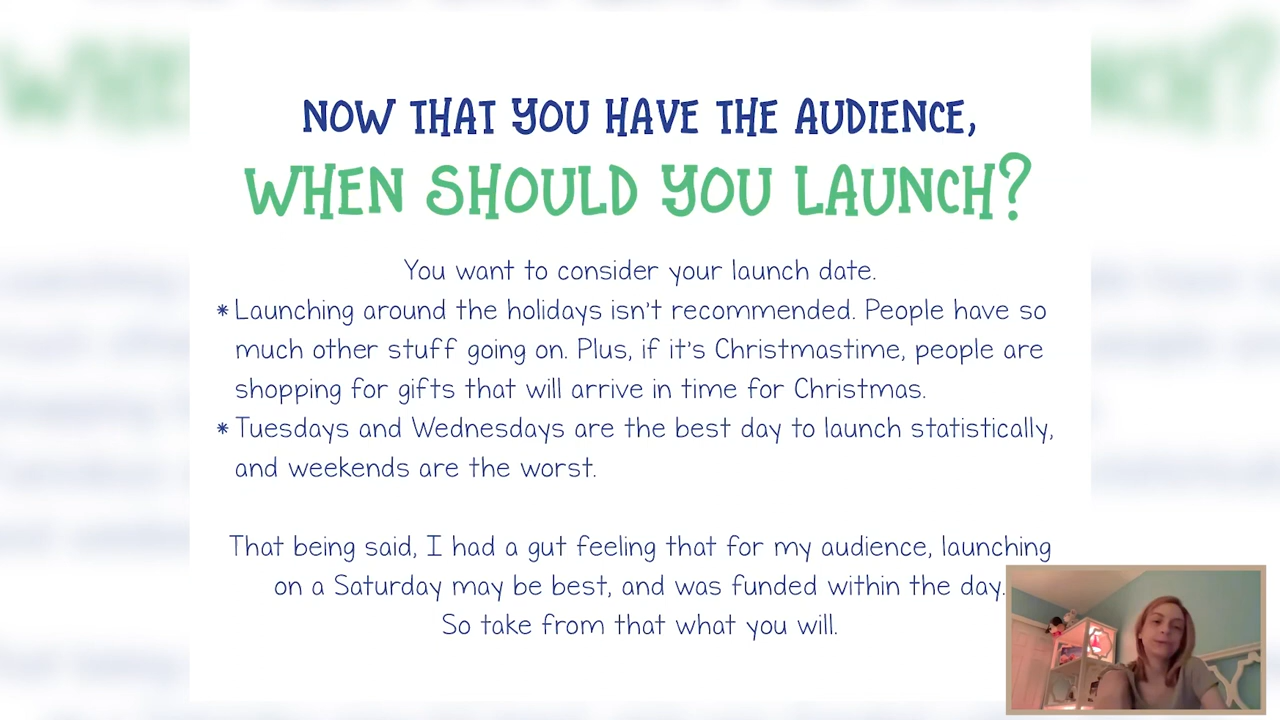 NOW THAT YOU HAVE THE AUDIENCE,
WHEN SHOULD YOU LAUNCH?
You want to consider your launch date.
* Launching around the holidays isn't recommended. People have so
much other stuff going on. Plus, if it's Christmastime, people are
shopping for gifts that will arrive in time for Christmas.
* Tuesdays and Wednesdays are the best day to launch statistically,
and weekends are the worst.
That being said, I had a gut feeling that for my audience, launching
on a Saturday may be best, and was funded within the day.
So take from that what you will.